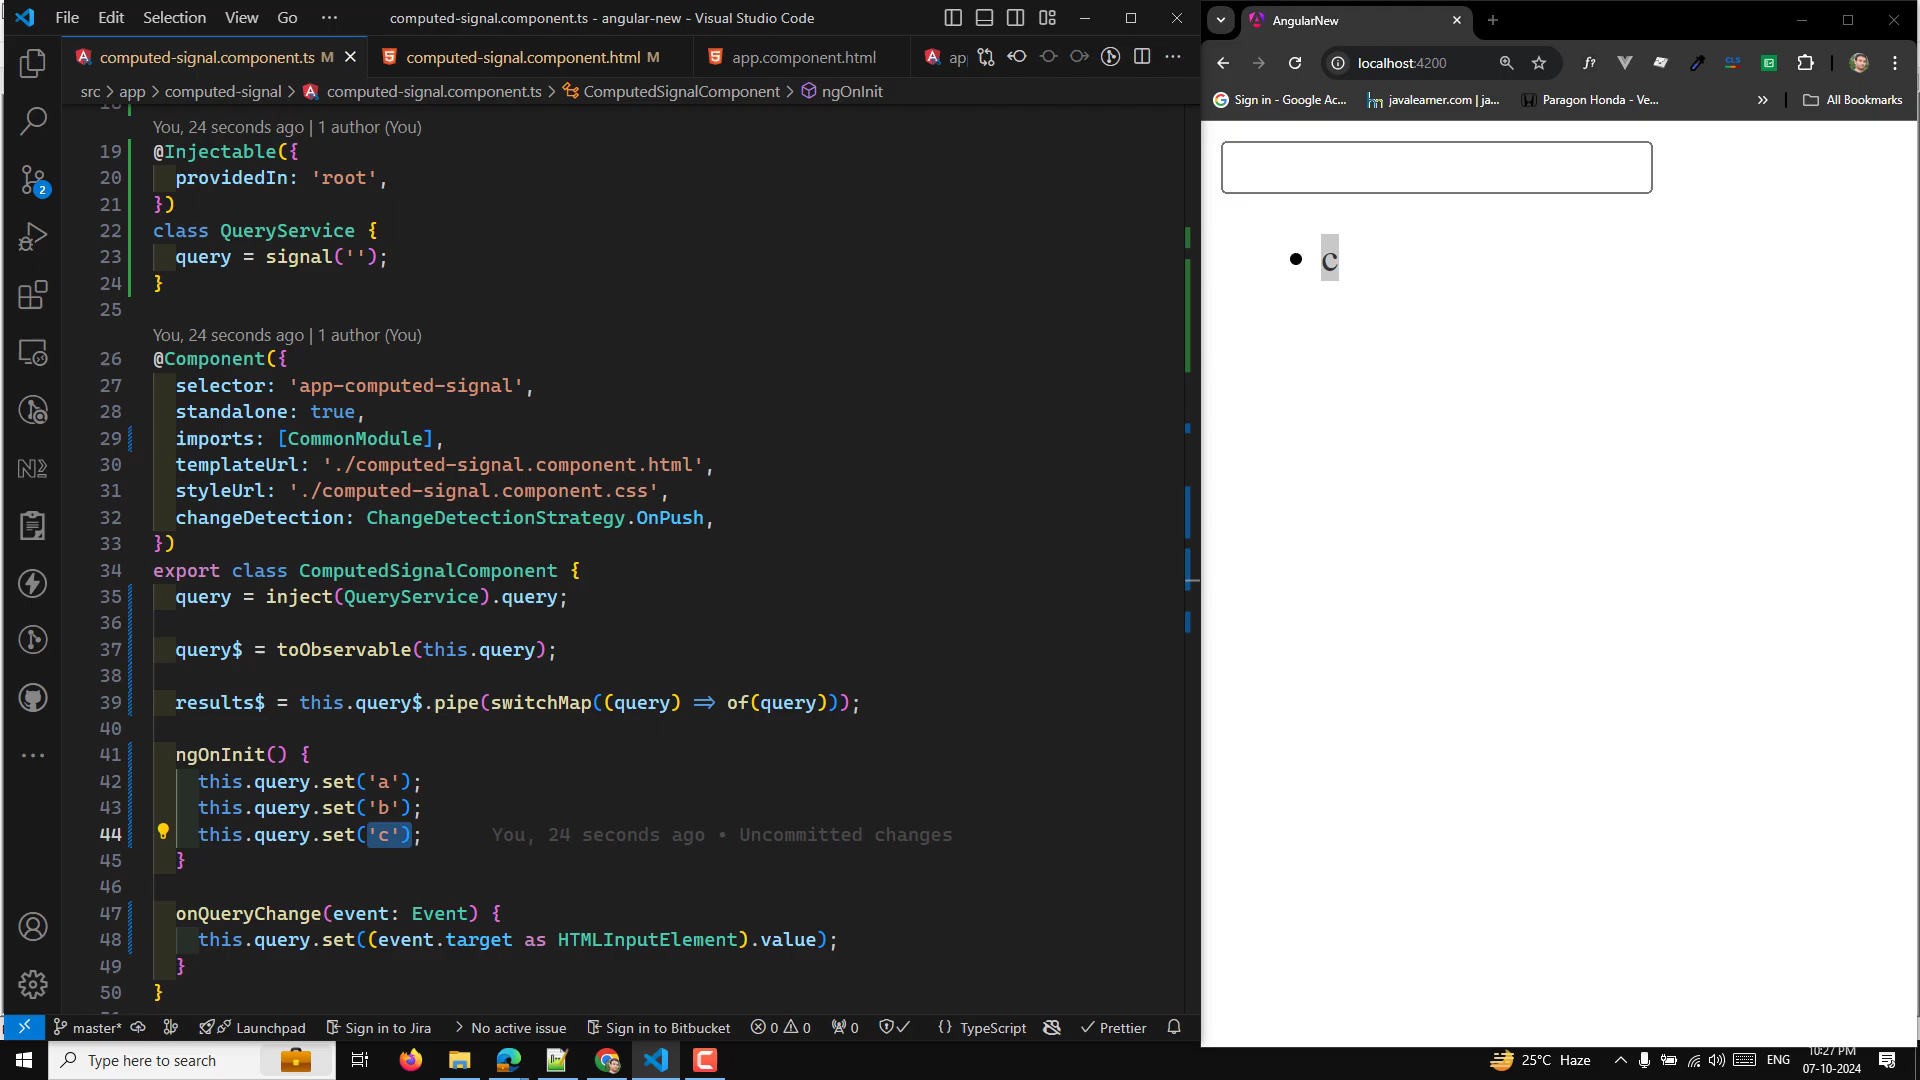 File Edit Selection View Go ··· computed-signal.component.ts - angular-new - Visual Studio Code
computed-signal.component.ts M computed-signal.component.html M app.component.html ap
src > app > computed-signal > computed-signal.component.ts > ComputedSignalComponent > ngOnInit
You, 24 seconds ago | 1 author (You)
19 @Injectable({
20 providedIn: 'root',
21 })
22 class QueryService {
23 query = signal('');
24 }
25
You, 24 seconds ago | 1 author (You)
26 @Component({
27 selector: 'app-computed-signal',
28 standalone: true,
29 imports: [CommonModule],
30 templateUrl: './computed-signal.component.html',
31 styleUrl: './computed-signal.component.css',
32 changeDetection: ChangeDetectionStrategy.OnPush,
33 })
34 export class ComputedSignalComponent {
35 query = inject(QueryService).query;
36
37 query$ = toObservable(this.query);
38
39 results$ = this.query$.pipe(switchMap((query) => of(query)));
40
41 ngOnInit() {
42 this.query.set('a');
43 this.query.set('b');
44 this.query.set('c'); You, 24 seconds ago • Uncommitted changes
45 }
46
47 onQueryChange(event: Event) {
48 this.query.set((event.target as HTMLInputElement).value);
49 }
50 }
2
master* Launchpad Sign in to Jira > No active issue Sign in to Bitbucket 0 0 0 {} TypeScript Prettier
AngularNew
localhost:4200
CLS
Sign in - Google Ac... javalearner.com | ja... Paragon Honda - Ve... » All Bookmarks
• c
Type here to search
25°C Haze ENG 10:27 PM
07-10-2024